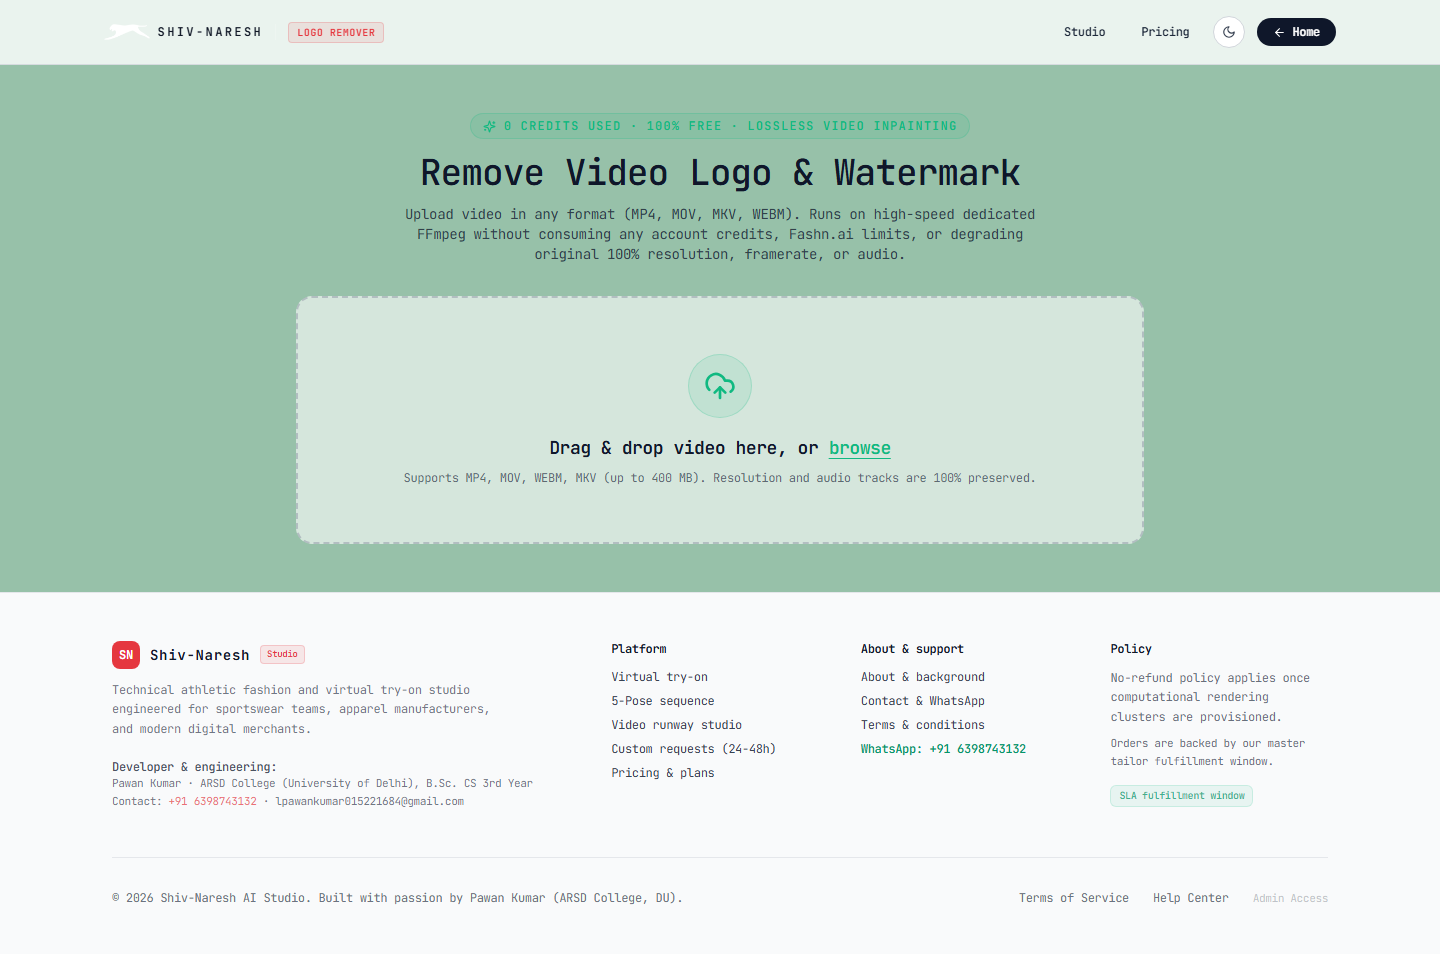 SHIV-NARESH
LOGO REMOVER
Studio
Pricing
Home
0 CREDITS USED · 100% FREE · LOSSLESS VIDEO INPAINTING
Remove Video Logo & Watermark
Upload video in any format (MP4, MOV, MKV, WEBM). Runs on high-speed dedicated
FFmpeg without consuming any account credits, Fashn.ai limits, or degrading
original 100% resolution, framerate, or audio.
Drag & drop video here, or browse
Supports MP4, MOV, WEBM, MKV (up to 400 MB). Resolution and audio tracks are 100% preserved.
SN
Shiv-Naresh
Studio
Technical athletic fashion and virtual try-on studio
engineered for sportswear teams, apparel manufacturers,
and modern digital merchants.
Developer & engineering:
Pawan Kumar · ARSD College (University of Delhi), B.Sc. CS 3rd Year
Contact: +91 6398743132 · lpawankumar015221684@gmail.com
Platform
Virtual try-on
5-Pose sequence
Video runway studio
Custom requests (24-48h)
Pricing & plans
About & support
About & background
Contact & WhatsApp
Terms & conditions
WhatsApp: +91 6398743132
Policy
No-refund policy applies once
computational rendering
clusters are provisioned.
Orders are backed by our master
tailor fulfillment window.
SLA fulfillment window
© 2026 Shiv-Naresh AI Studio. Built with passion by Pawan Kumar (ARSD College, DU).
Terms of Service
Help Center
Admin Access